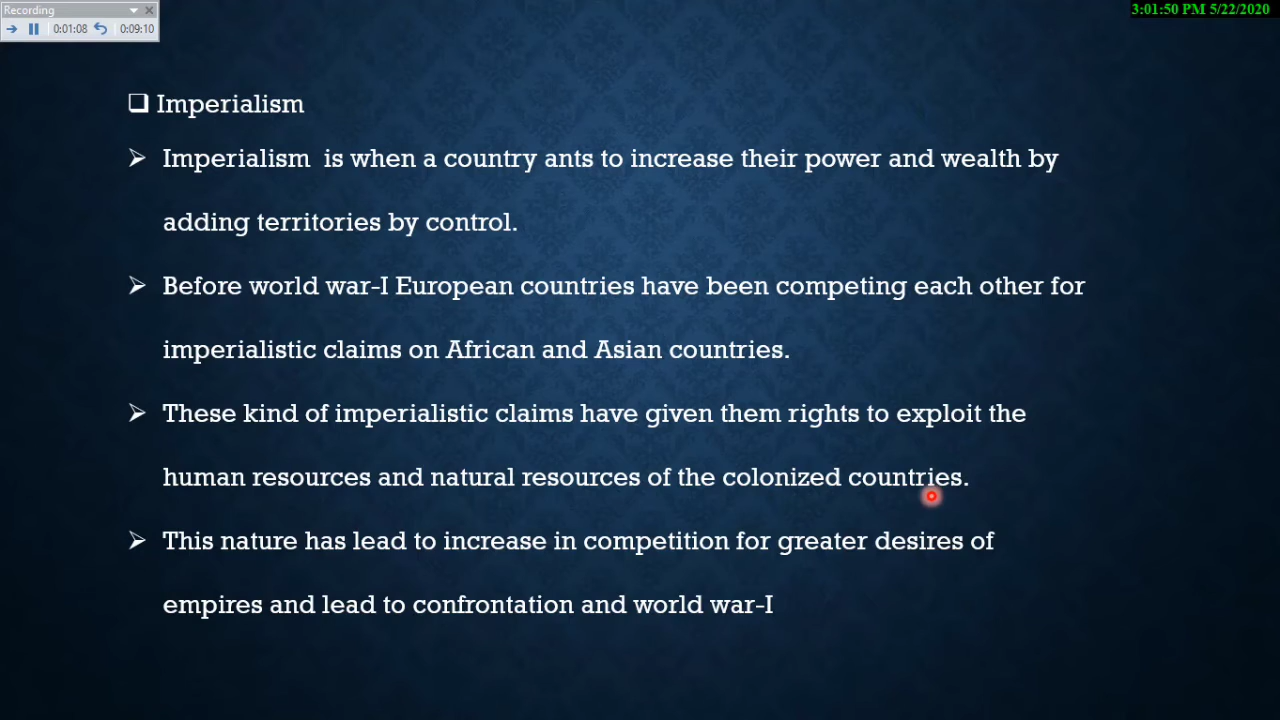 Recording
3:01:50 PM 5/22/2020
0:01:08 0:09:10
Imperialism
Imperialism is when a country ants to increase their power and wealth by
adding territories by control.
Before world war-I European countries have been competing each other for
imperialistic claims on African and Asian countries.
These kind of imperialistic claims have given them rights to exploit the
human resources and natural resources of the colonized countries.
This nature has lead to increase in competition for greater desires of
empires and lead to confrontation and world war-I